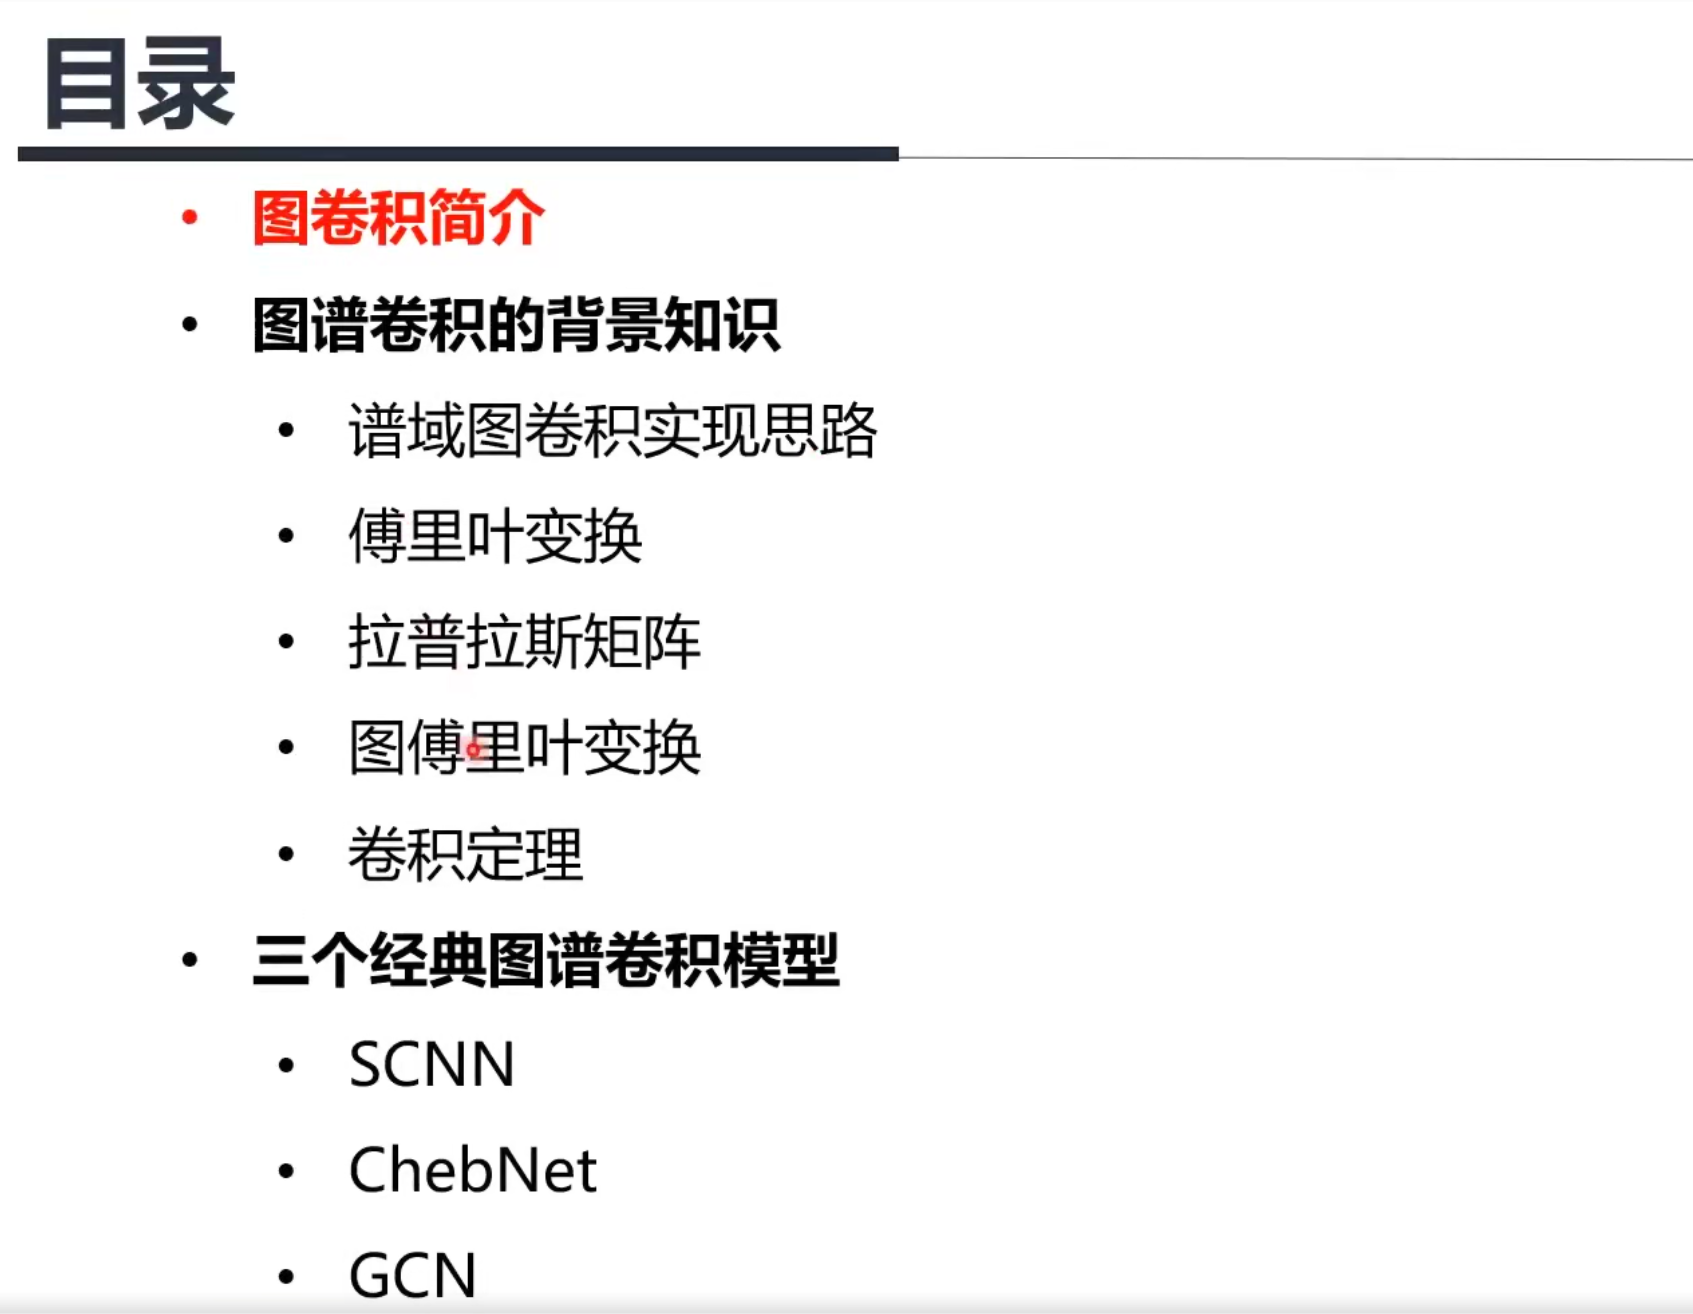 目录
• 图卷积简介
• 图谱卷积的背景知识
• 谱域图卷积实现思路
• 傅里叶变换
• 拉普拉斯矩阵
• 图傅里叶变换
• 卷积定理
• 三个经典图谱卷积模型
• SCNN
• ChebNet
• GCN